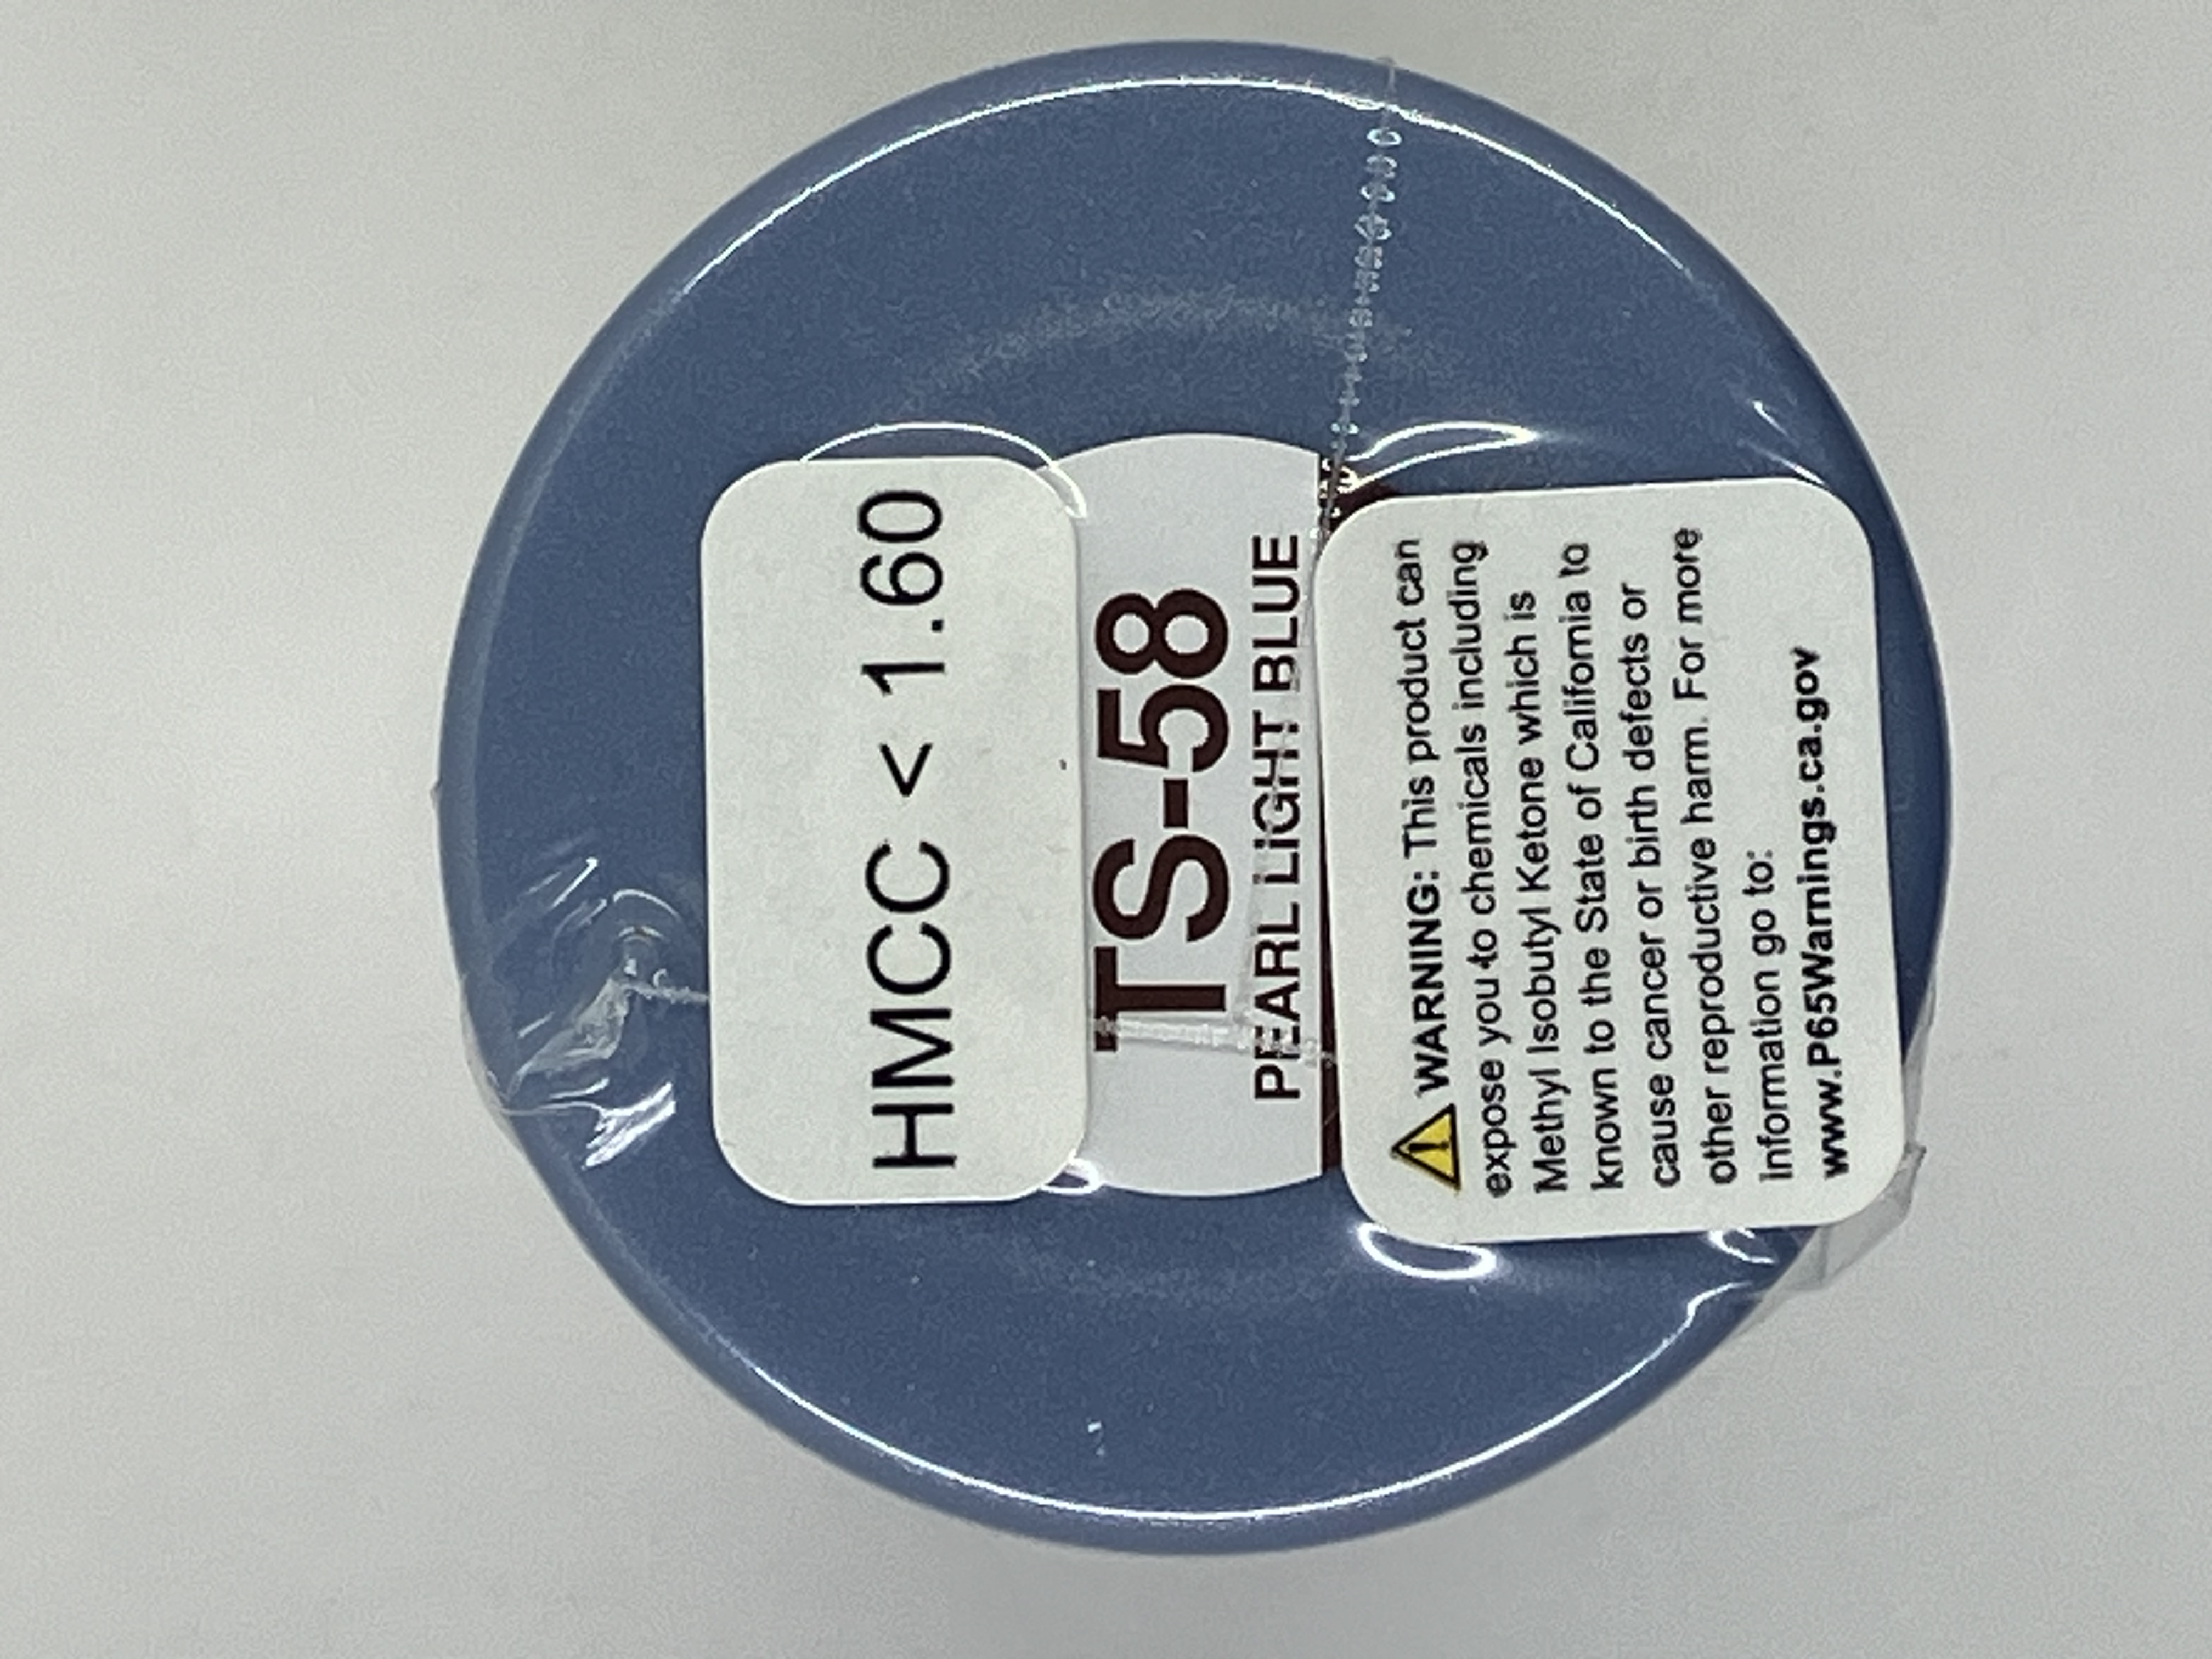 HMCC < 1.60
TS-58
PEARL LIGHT BLUE
WARNING: This product can
expose you to chemicals including
Methyl Isobutyl Ketone which is
known to the State of California to
cause cancer or birth defects or
other reproductive harm. For more
information go to:
www.P65Warnings.ca.gov